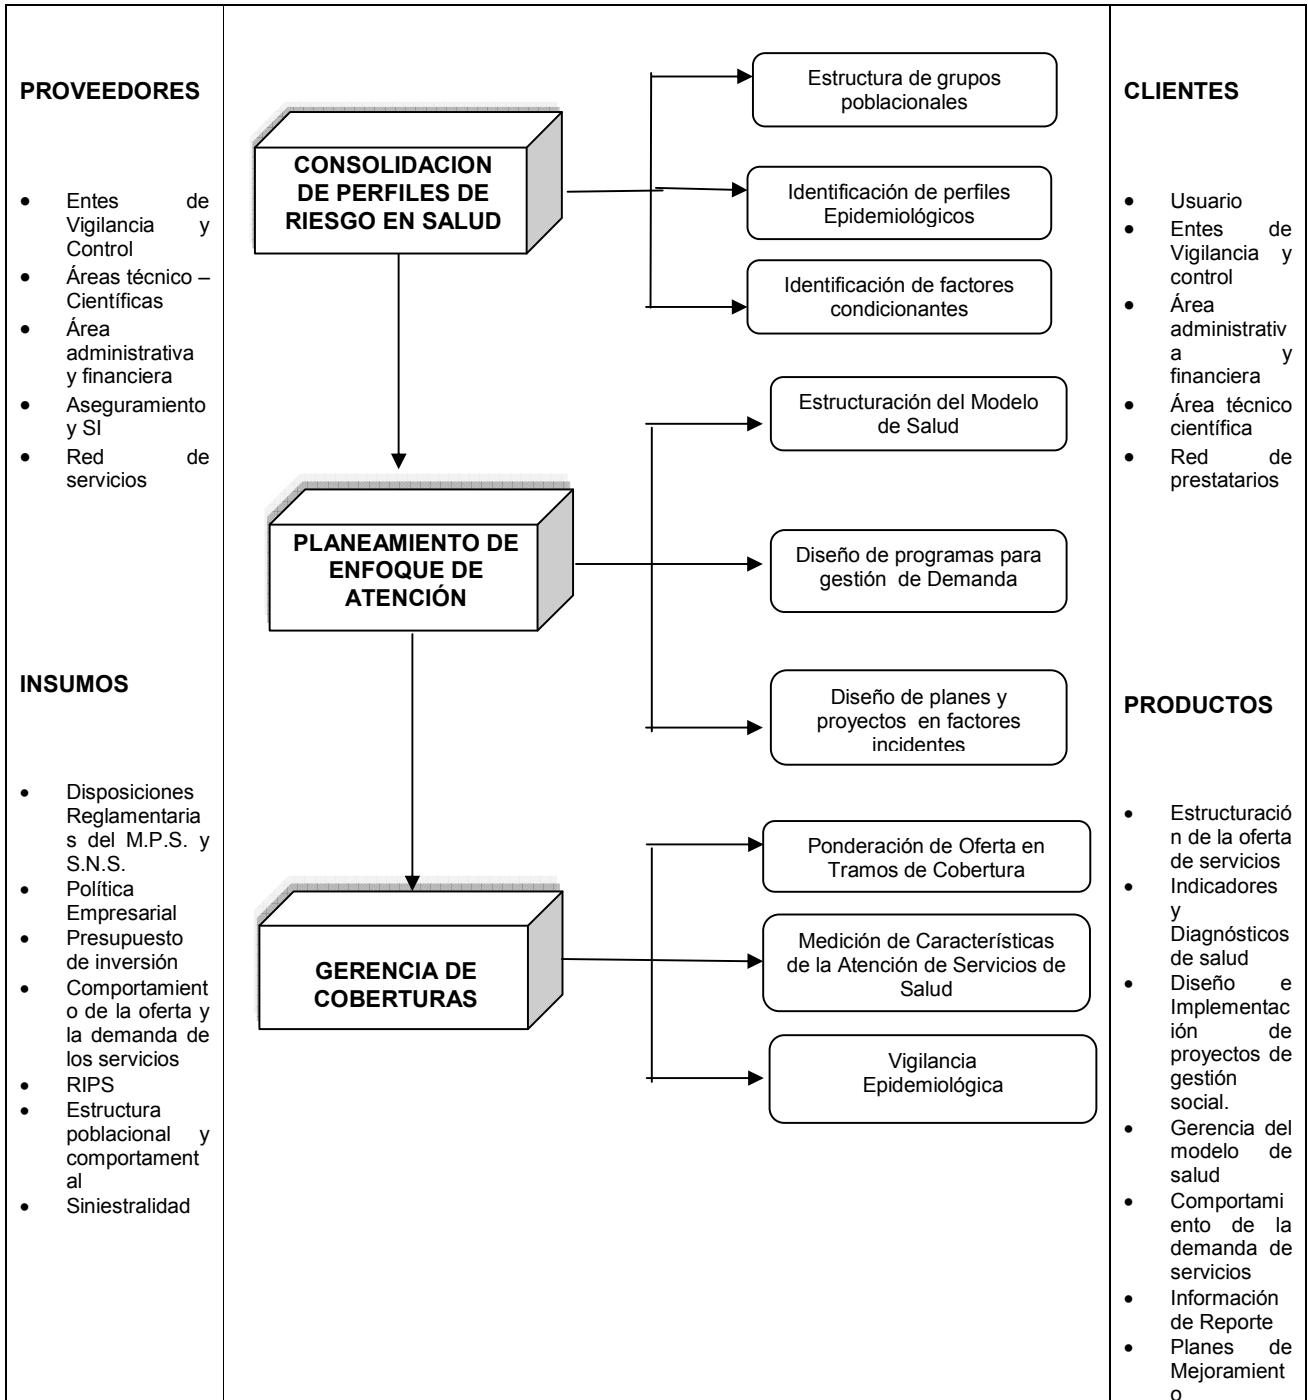 PROVEEDORES
• Entes de
Vigilancia y
Control
• Áreas técnico –
Científicas
• Área
administrativa
y financiera
• Aseguramiento
y SI
• Red de
servicios
INSUMOS
• Disposiciones
Reglamentaria
s del M.P.S. y
S.N.S.
• Política
Empresarial
• Presupuesto
de inversión
• Comportamient
o de la oferta y
la demanda de
los servicios
• RIPS
• Estructura
poblacional y
comportament
al
• Siniestralidad
CONSOLIDACION
DE PERFILES DE
RIESGO EN SALUD
Estructura de grupos
poblacionales
Identificación de perfiles
Epidemiológicos
Identificación de factores
condicionantes
PLANEAMIENTO DE
ENFOQUE DE
ATENCIÓN
Estructuración del Modelo
de Salud
Diseño de programas para
gestión de Demanda
Diseño de planes y
proyectos en factores
incidentes
GERENCIA DE
COBERTURAS
Ponderación de Oferta en
Tramos de Cobertura
Medición de Características
de la Atención de Servicios de
Salud
Vigilancia
Epidemiológica
CLIENTES
• Usuario
• Entes de
Vigilancia y
control
• Área
administrativ
a y
financiera
• Área técnico
científica
• Red de
prestatarios
PRODUCTOS
• Estructuració
n de la oferta
de servicios
• Indicadores
y
Diagnósticos
de salud
• Diseño e
Implementac
ión de
proyectos de
gestión
social.
• Gerencia del
modelo de
salud
• Comportami
ento de la
demanda de
servicios
• Información
de Reporte
• Planes de
Mejoramient
o